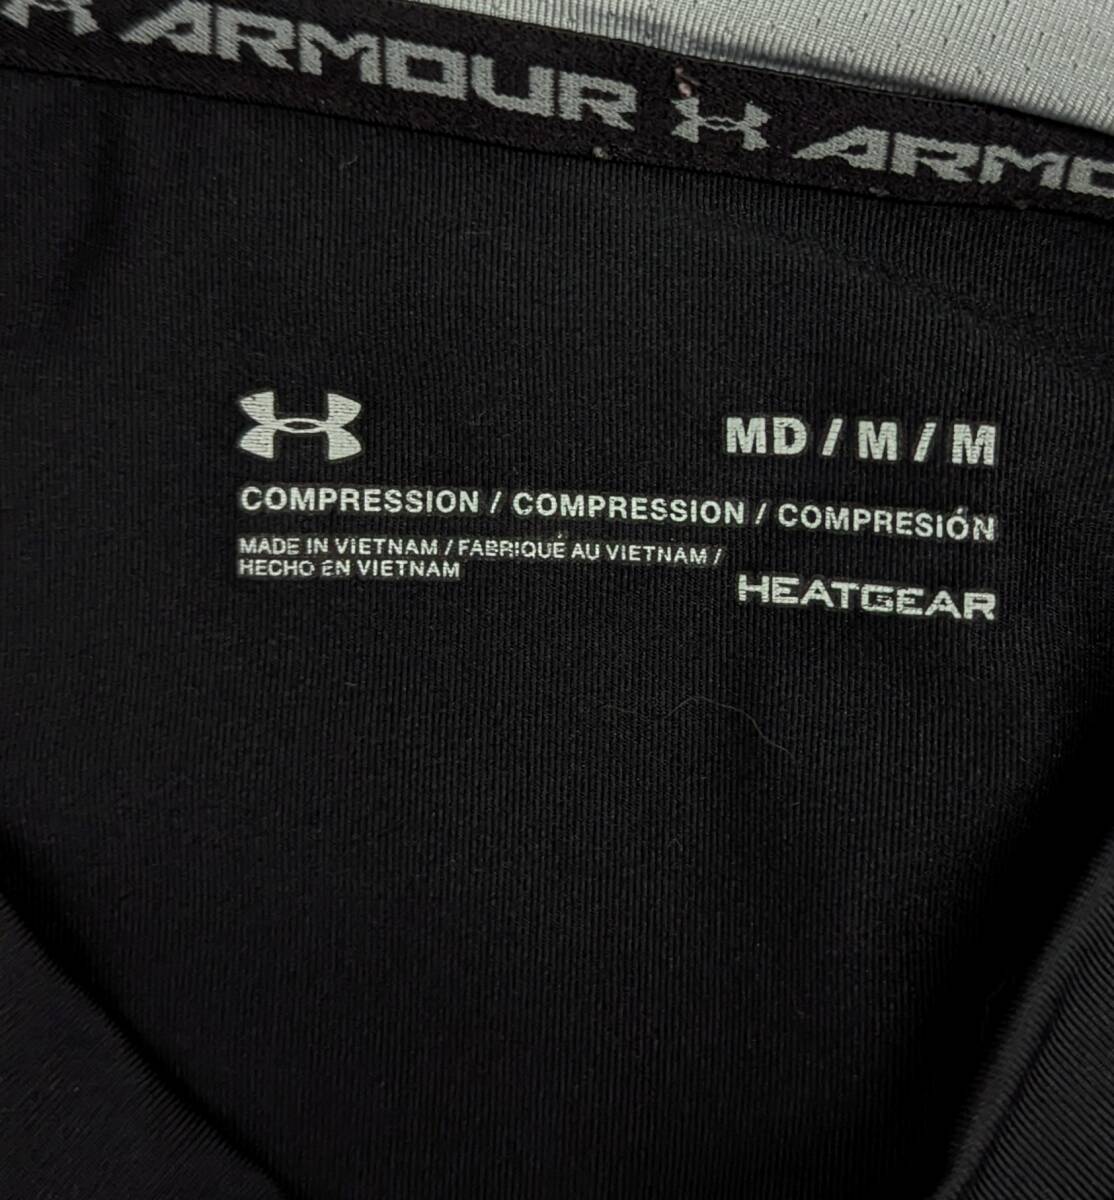 ARMOUR ARMO
MD / M / M
COMPRESSION / COMPRESSION / COMPRESIÓN
MADE IN VIETNAM / FABRIQUÉ AU VIETNAM /
HECHO EN VIETNAM
HEATGEAR